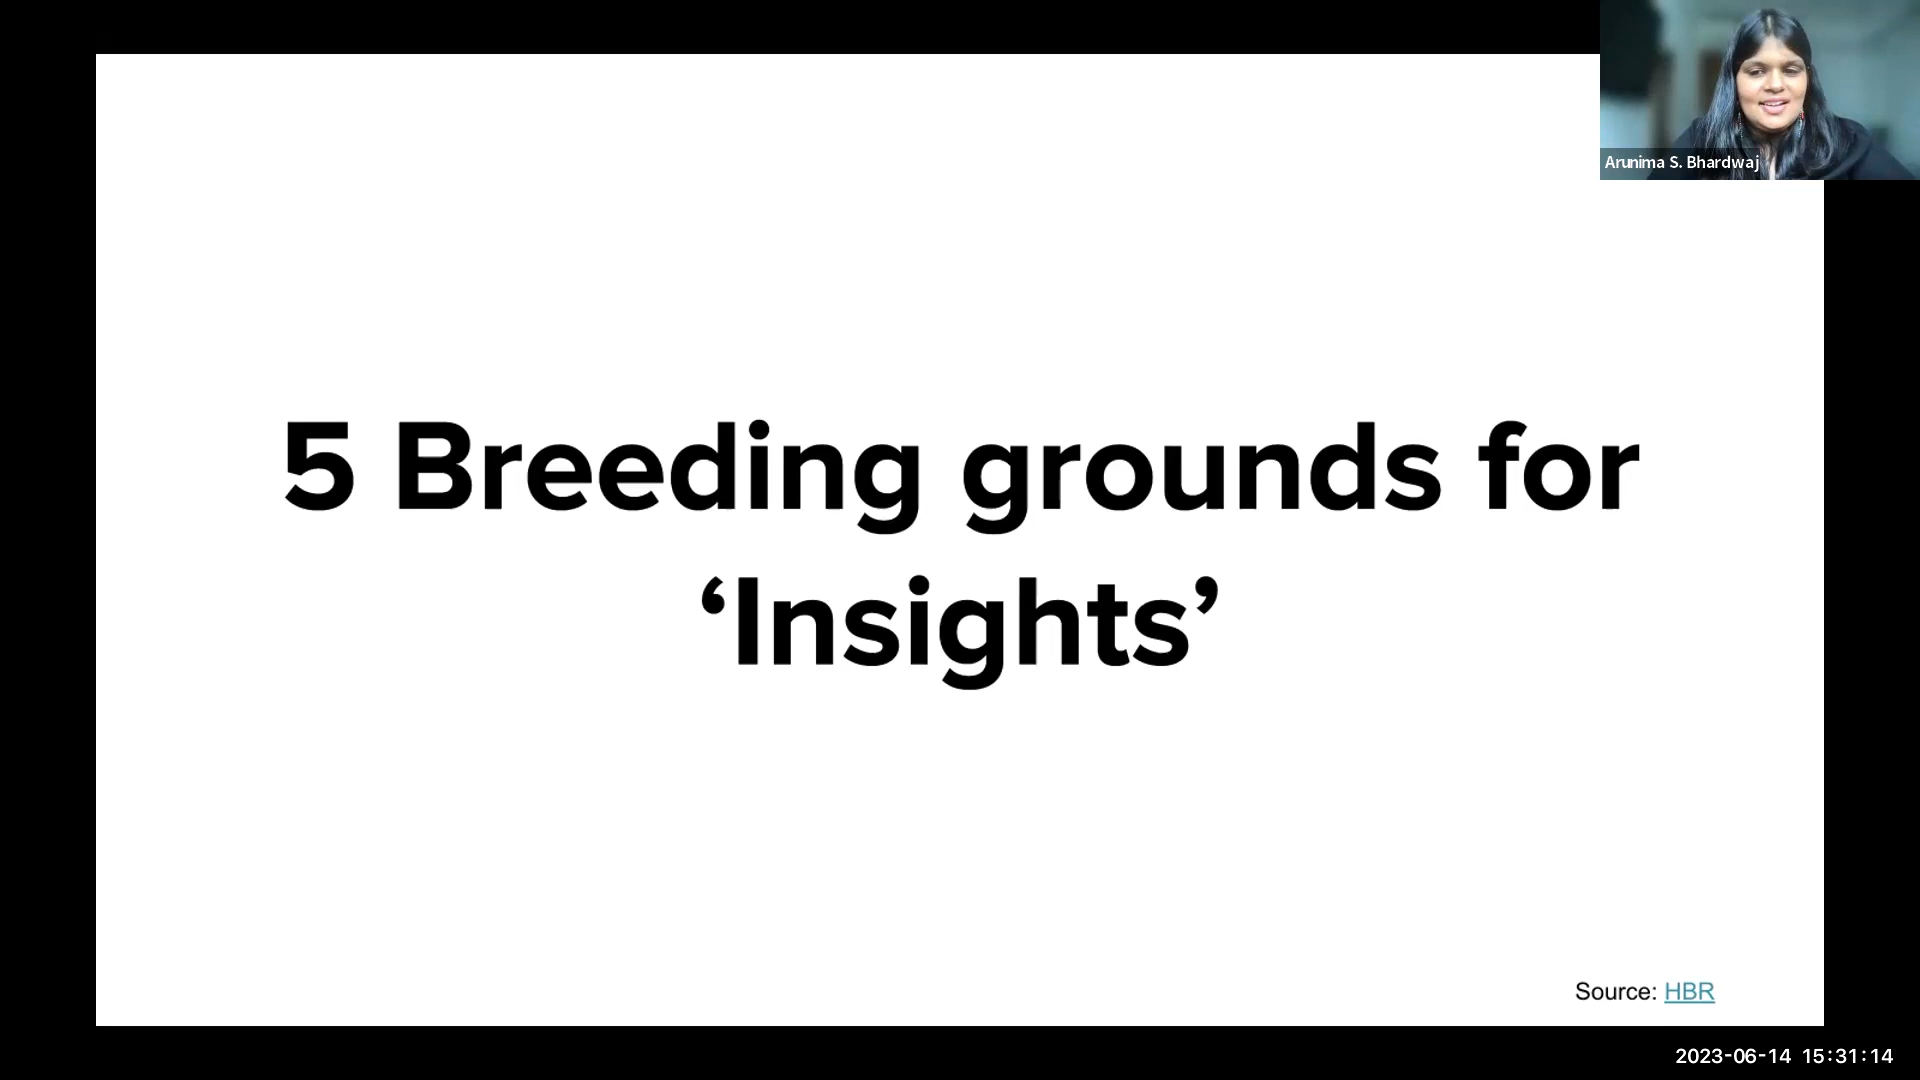 Arunima S. Bhardwaj
5 Breeding grounds for
‘Insights’
Source: HBR
2023-06-14 15:31:14